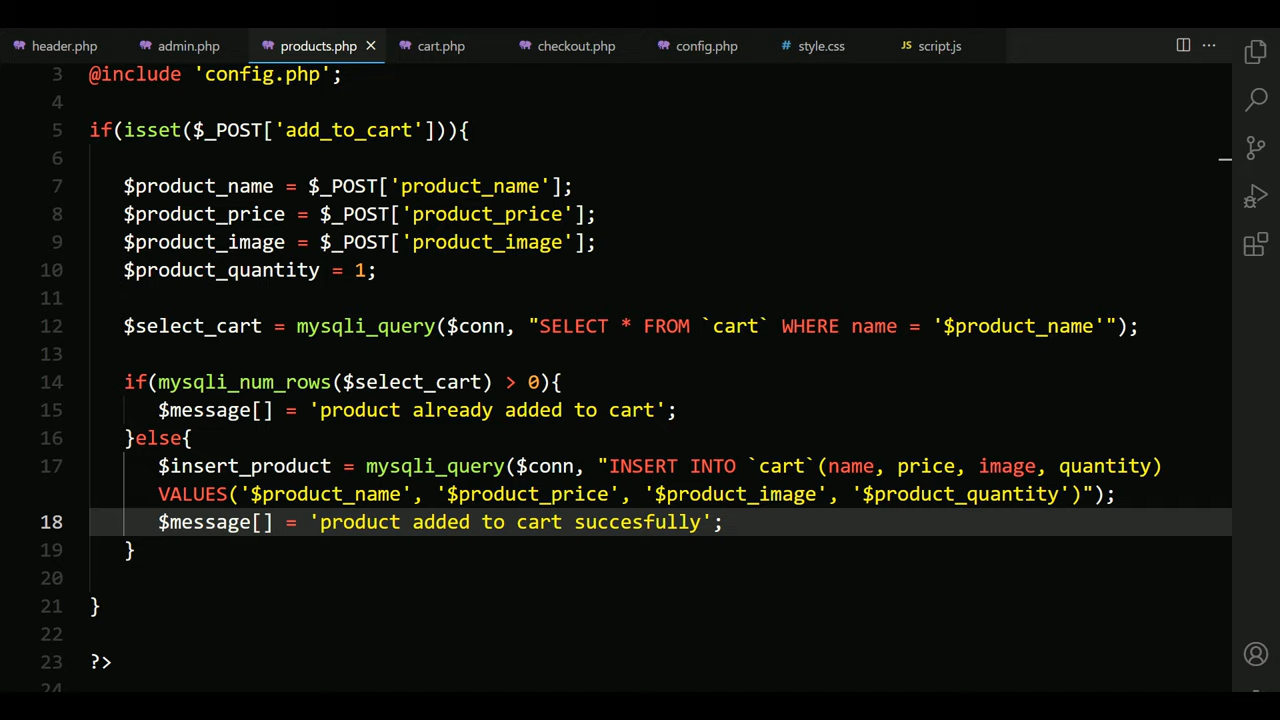 header.php admin.php products.php cart.php checkout.php config.php # style.css JS script.js
3 @include 'config.php';
4
5 if(isset($_POST['add_to_cart'])){
6
7 $product_name = $_POST['product_name'];
8 $product_price = $_POST['product_price'];
9 $product_image = $_POST['product_image'];
10 $product_quantity = 1;
11
12 $select_cart = mysqli_query($conn, "SELECT * FROM `cart` WHERE name = '$product_name'");
13
14 if(mysqli_num_rows($select_cart) > 0){
15 $message[] = 'product already added to cart';
16 }else{
17 $insert_product = mysqli_query($conn, "INSERT INTO `cart`(name, price, image, quantity)
VALUES('$product_name', '$product_price', '$product_image', '$product_quantity')");
18 $message[] = 'product added to cart succesfully';
19 }
20
21 }
22
23 ?>
24